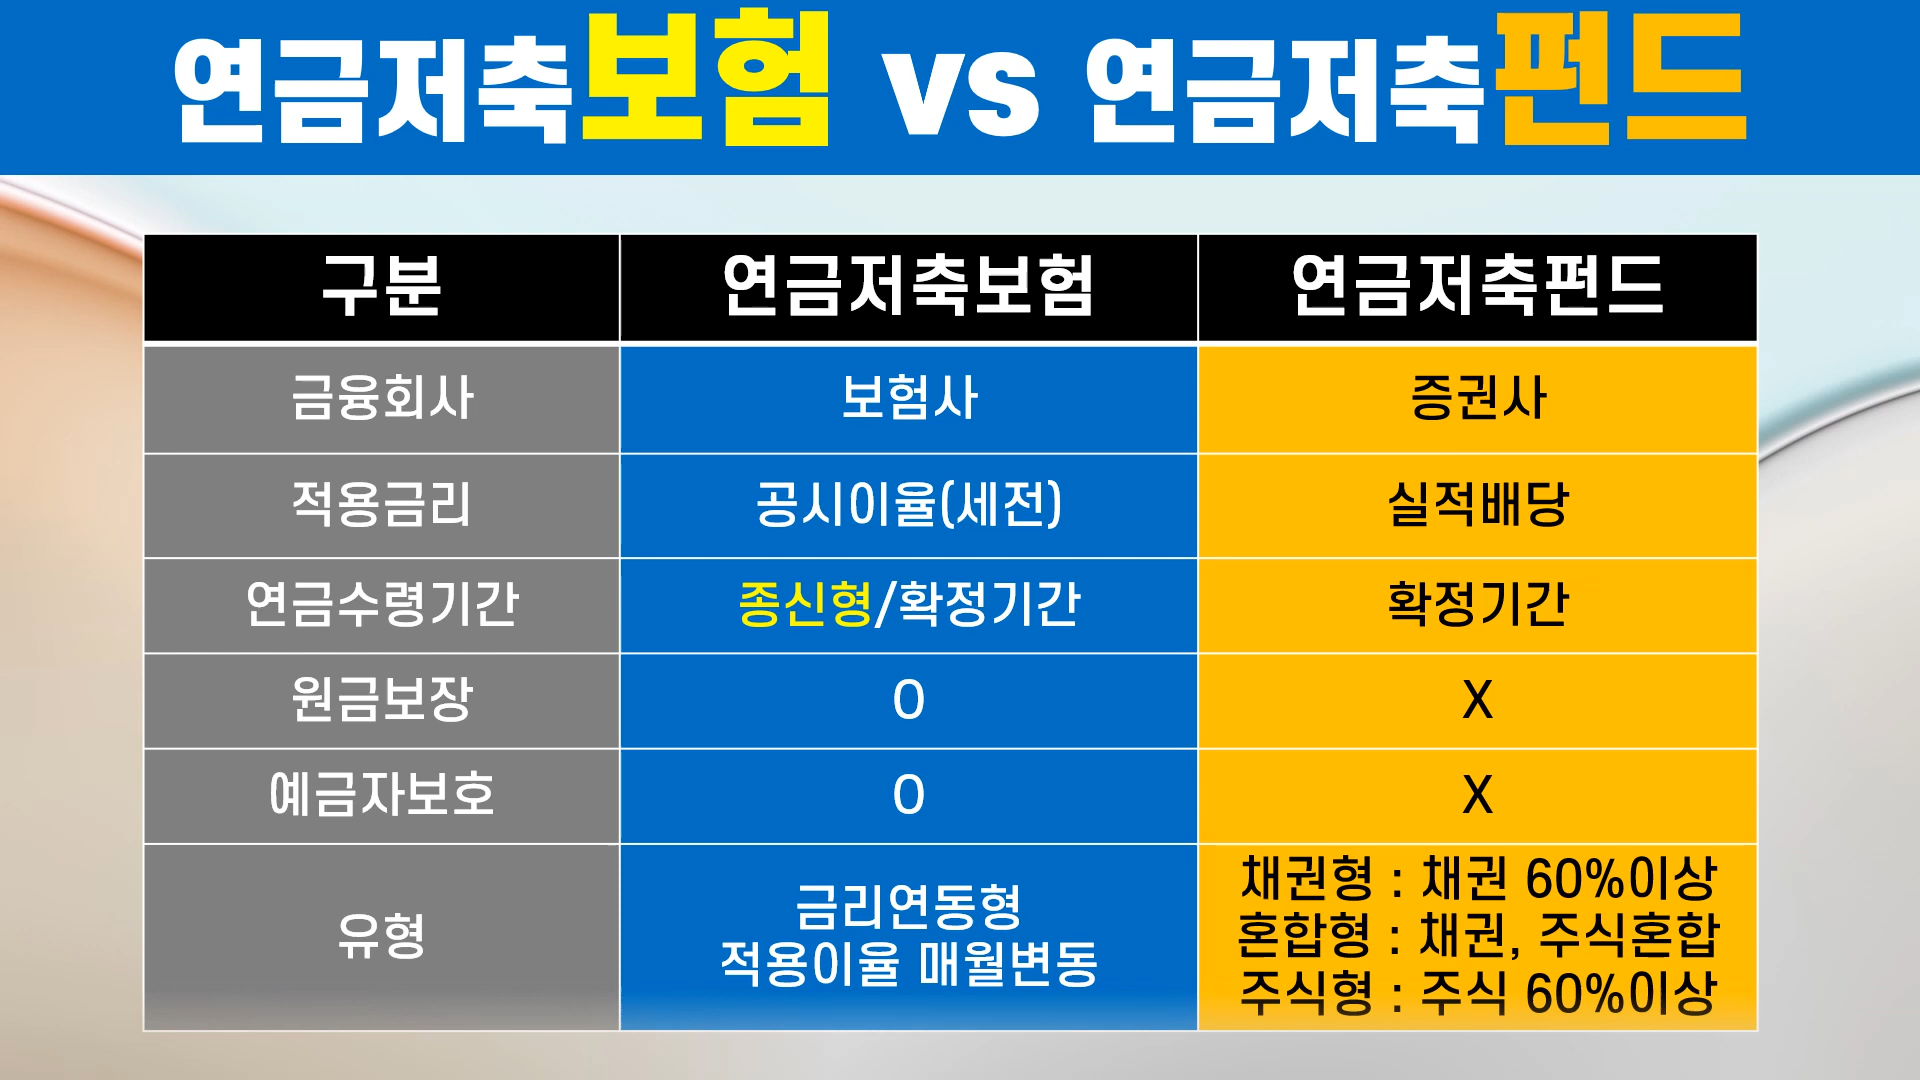 연금저축보험 VS 연금저축펀드
구분 연금저축보험 연금저축펀드
금융회사 보험사 증권사
적용금리 공시이율(세전) 실적배당
연금수령기간 종신형/확정기간 확정기간
원금보장 O X
예금자보호 O X
유형
금리연동형
적용이율 매월변동
채권형 : 채권 60%이상
혼합형 : 채권, 주식혼합
주식형 : 주식 60%이상